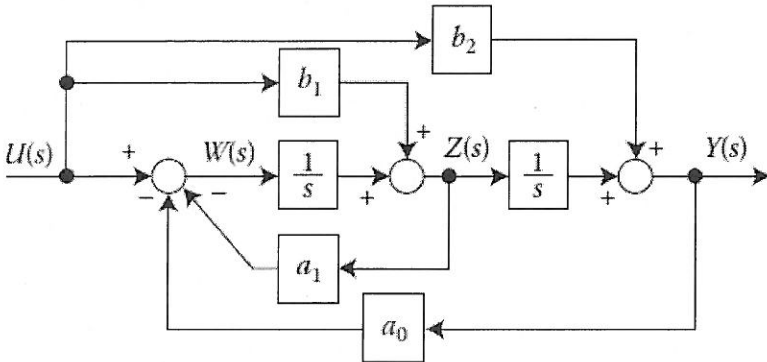 b₂
b₁
+ +
U(s) + W(s) 1/s + Z(s) 1/s + Y(s)
− −
a₁
a₀